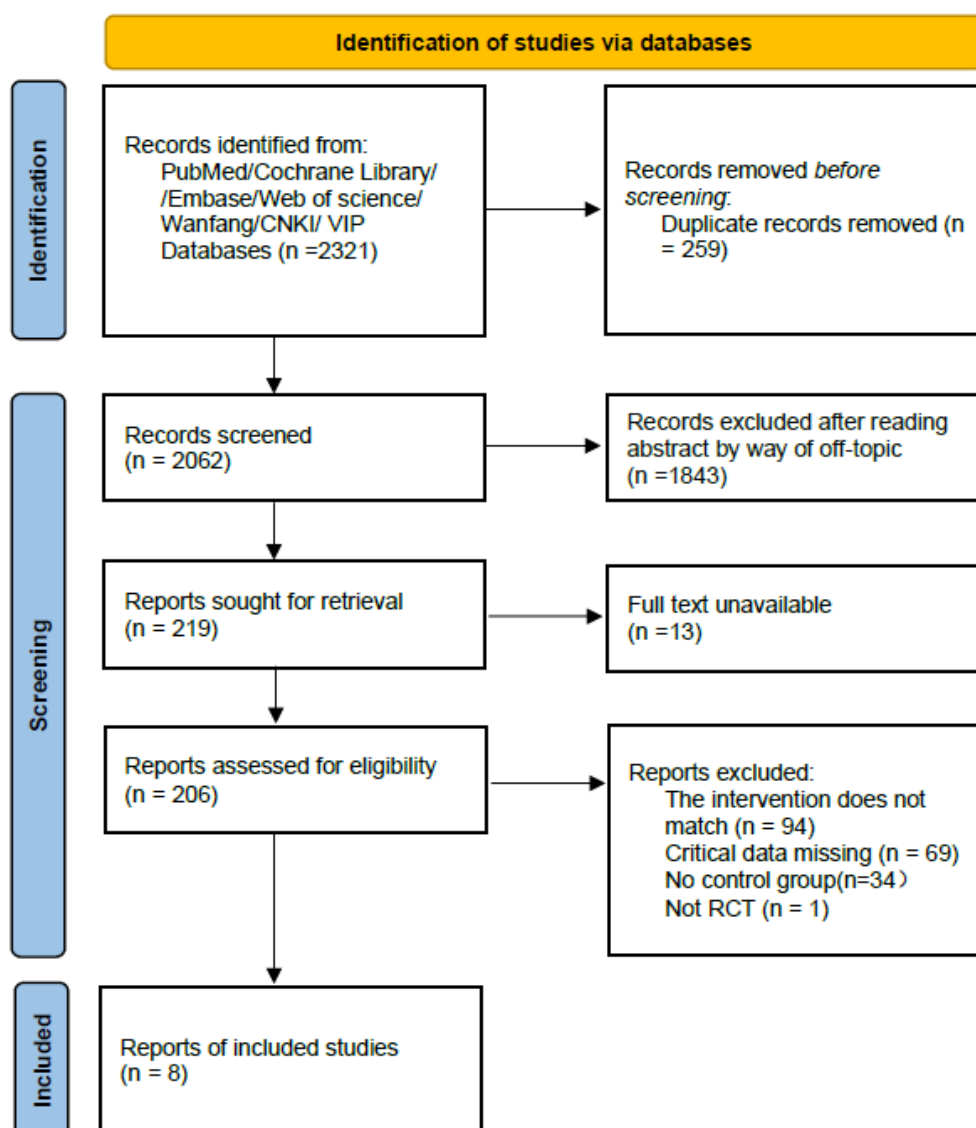 Identification of studies via databases
Identification
Records identified from:
PubMed/Cochrane Library/
/Embase/Web of science/
Wanfang/CNKI/ VIP
Databases (n =2321)
Records removed before
screening:
Duplicate records removed (n
= 259)
Screening
Records screened
(n = 2062)
Records excluded after reading
abstract by way of off-topic
(n =1843)
Reports sought for retrieval
(n = 219)
Full text unavailable
(n =13)
Reports assessed for eligibility
(n = 206)
Reports excluded:
The intervention does not
match (n = 94)
Critical data missing (n = 69)
No control group(n=34）
Not RCT (n = 1)
Included
Reports of included studies
(n = 8)